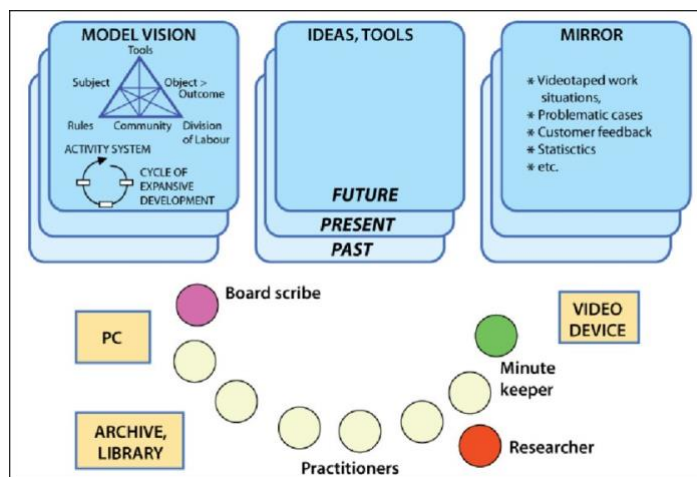 MODEL VISION
Tools
Subject
Object >
Outcome
Rules
Community
Division
of Labour
ACTIVITY SYSTEM
CYCLE OF
EXPANSIVE
DEVELOPMENT
IDEAS, TOOLS
FUTURE
PRESENT
PAST
MIRROR
* Videotaped work
situations,
* Problematic cases
* Customer feedback
* Statisctics
* etc.
Board scribe
PC
VIDEO
DEVICE
Minute
keeper
ARCHIVE,
LIBRARY
Researcher
Practitioners